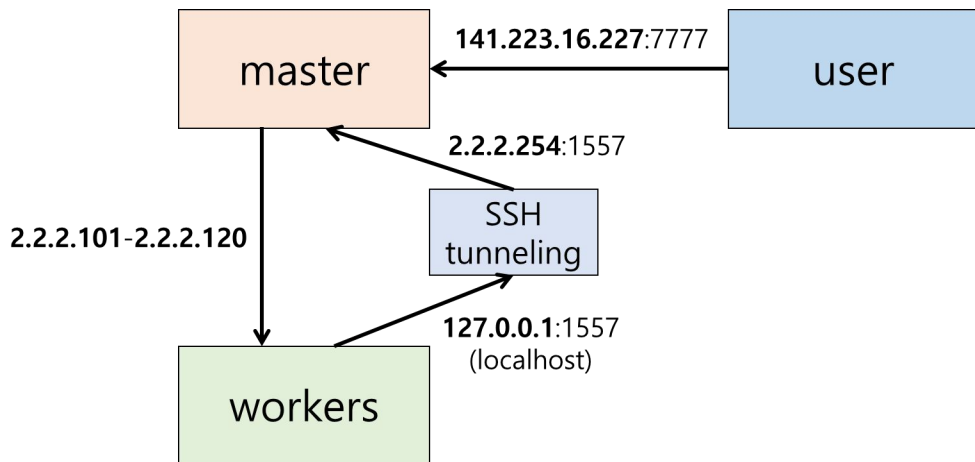 141.223.16.227:7777
master
user
2.2.2.254:1557
SSH
tunneling
2.2.2.101-2.2.2.120
127.0.0.1:1557
(localhost)
workers